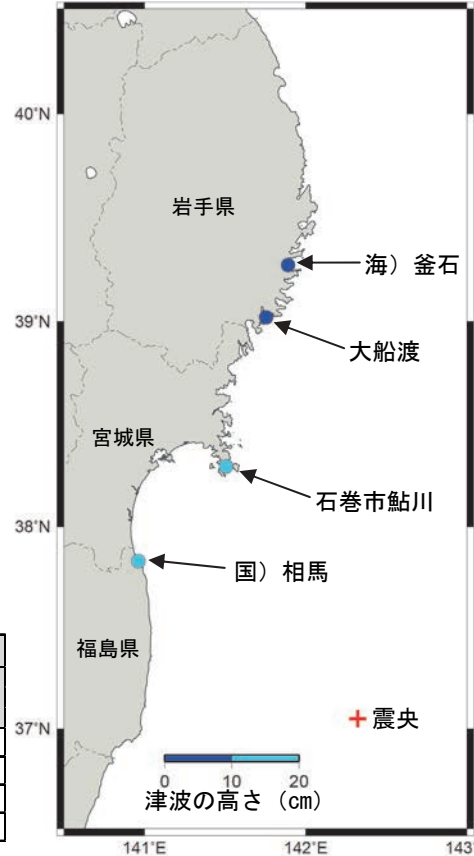 40°N
岩手県
海）釜石
39°N
大船渡
宮城県
石巻市鮎川
38°N
国）相馬
福島県
37°N
震央
0 10 20
津波の高さ（cm）
141°E 142°E 143°